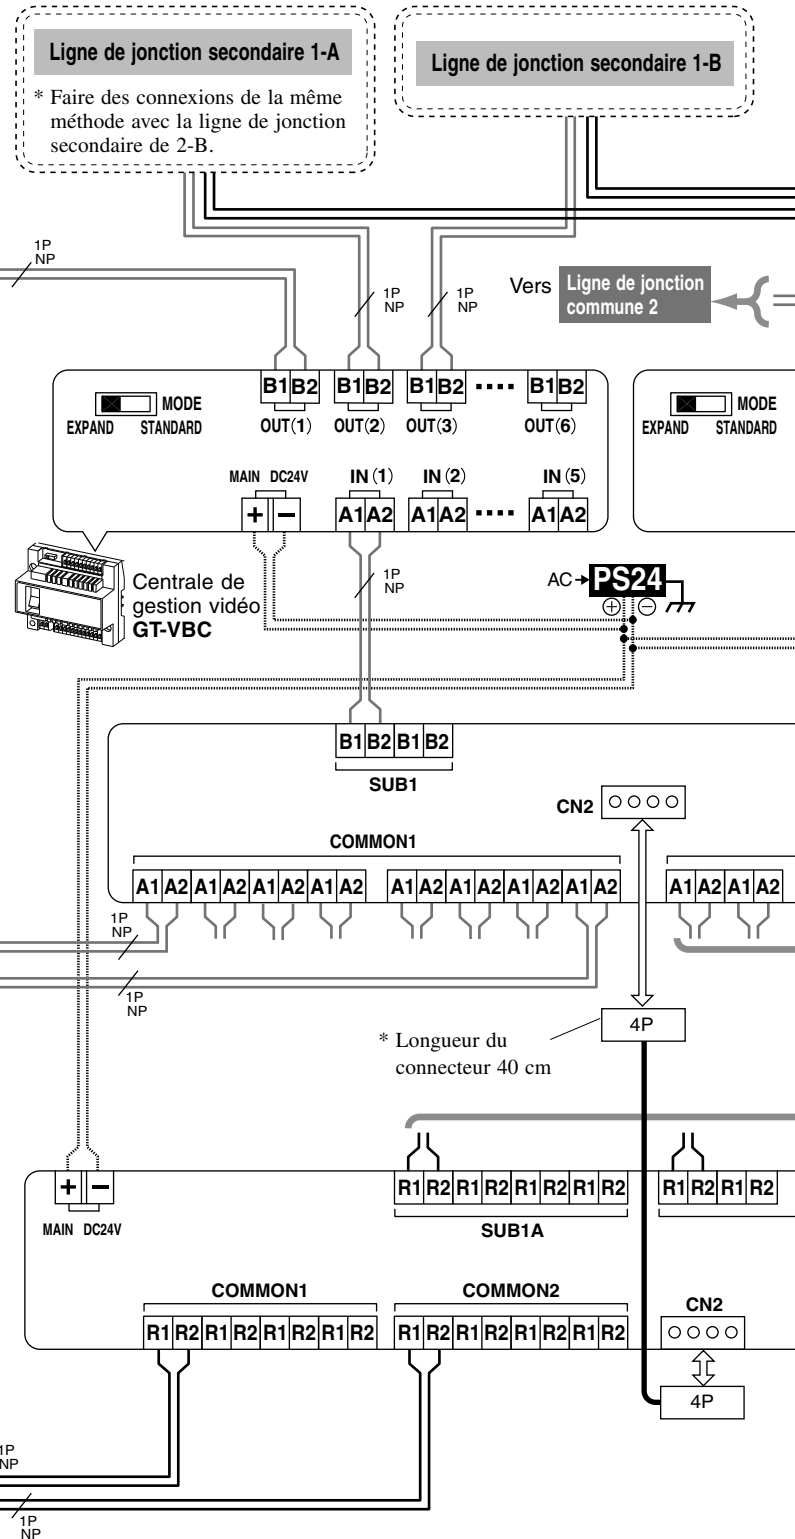 Ligne de jonction secondaire 1-A
* Faire des connexions de la même
méthode avec la ligne de jonction
secondaire de 2-B.
Ligne de jonction secondaire 1-B
1P
NP
1P
NP
1P
NP
Vers
Ligne de jonction
commune 2
B1 B2 B1 B2 B1 B2 B1 B2
MODE
EXPAND STANDARD
OUT(1) OUT(2) OUT(3) OUT(6)
MODE
EXPAND STANDARD
MAIN DC24V IN(1) IN(2) IN(5)
+ − A1 A2 A1 A2 A1 A2
Centrale de
gestion vidéo
GT-VBC
1P
NP
AC PS24
+ −
B1 B2 B1 B2
SUB1
CN2
COMMON1
A1 A2 A1 A2 A1 A2 A1 A2 A1 A2 A1 A2 A1 A2 A1 A2 A1 A2 A1 A2
1P
NP
1P
NP
4P
* Longueur du
connecteur 40 cm
+ −
MAIN DC24V
R1 R2 R1 R2 R1 R2 R1 R2 R1 R2 R1 R2
SUB1A
COMMON1 COMMON2 CN2
R1 R2 R1 R2 R1 R2 R1 R2 R1 R2 R1 R2 R1 R2 R1 R2
4P
1P
NP
1P
NP